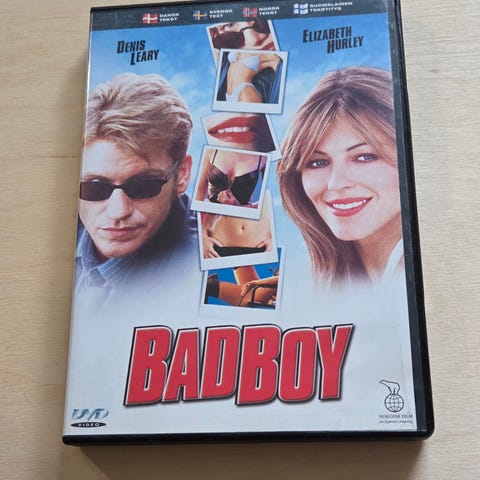 DANSK TEKST
SVENSK TEXT
NORSK TEKST
SUOMALAINEN TEKSTITYS
DENIS LEARY
ELIZABETH HURLEY
BADBOY
DVD
VIDEO
NORDISK FILM